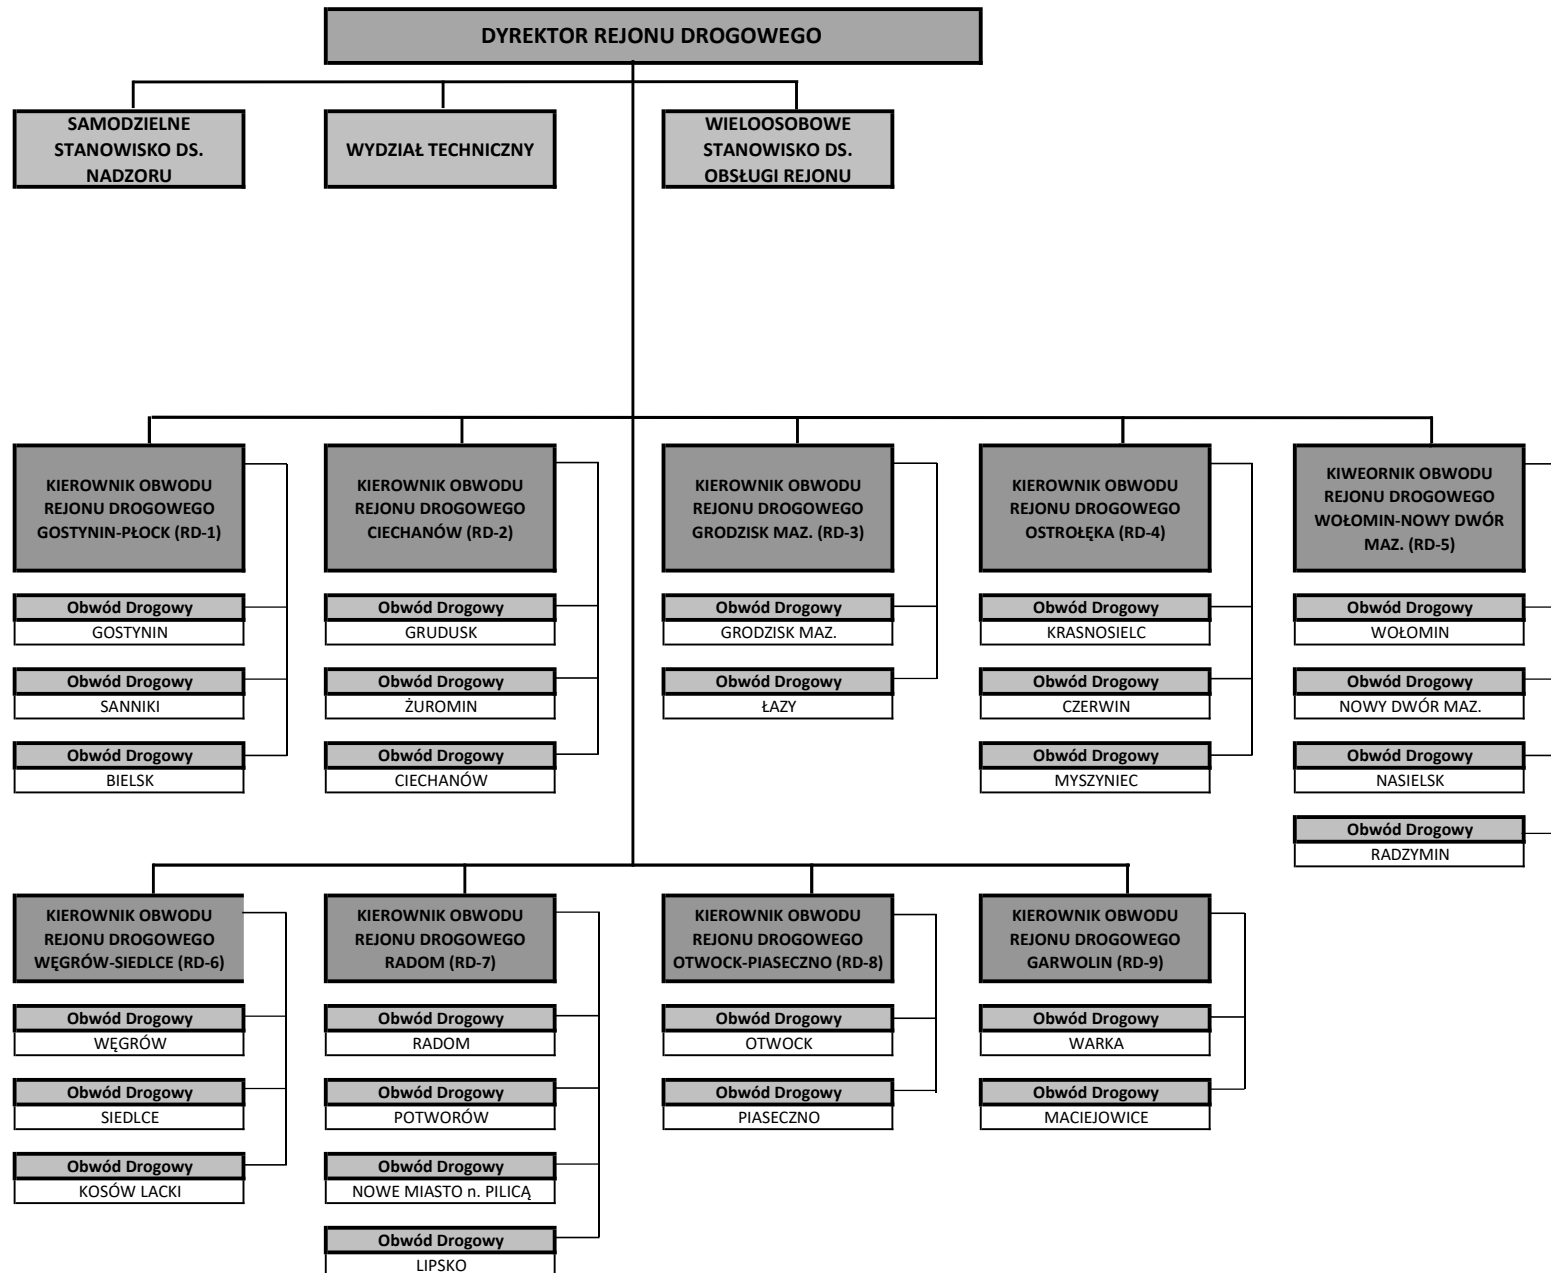 DYREKTOR REJONU DROGOWEGO
SAMODZIELNE
STANOWISKO DS.
NADZORU
WYDZIAŁ TECHNICZNY
WIELOOSOBOWE
STANOWISKO DS.
OBSŁUGI REJONU
KIEROWNIK OBWODU
REJONU DROGOWEGO
GOSTYNIN-PŁOCK (RD-1)
Obwód Drogowy
GOSTYNIN
Obwód Drogowy
SANNIKI
Obwód Drogowy
BIELSK
KIEROWNIK OBWODU
REJONU DROGOWEGO
CIECHANÓW (RD-2)
Obwód Drogowy
GRUDUSK
Obwód Drogowy
ŻUROMIN
Obwód Drogowy
CIECHANÓW
KIEROWNIK OBWODU
REJONU DROGOWEGO
GRODZISK MAZ. (RD-3)
Obwód Drogowy
GRODZISK MAZ.
Obwód Drogowy
ŁAZY
KIEROWNIK OBWODU
REJONU DROGOWEGO
OSTROŁĘKA (RD-4)
Obwód Drogowy
KRASNOSIELC
Obwód Drogowy
CZERWIN
Obwód Drogowy
MYSZYNIEC
KIWEORNIK OBWODU
REJONU DROGOWEGO
WOŁOMIN-NOWY DWÓR
MAZ. (RD-5)
Obwód Drogowy
WOŁOMIN
Obwód Drogowy
NOWY DWÓR MAZ.
Obwód Drogowy
NASIELSK
Obwód Drogowy
RADZYMIN
KIEROWNIK OBWODU
REJONU DROGOWEGO
WĘGRÓW-SIEDLCE (RD-6)
Obwód Drogowy
WĘGRÓW
Obwód Drogowy
SIEDLCE
Obwód Drogowy
KOSÓW LACKI
KIEROWNIK OBWODU
REJONU DROGOWEGO
RADOM (RD-7)
Obwód Drogowy
RADOM
Obwód Drogowy
POTWORÓW
Obwód Drogowy
NOWE MIASTO n. PILICĄ
Obwód Drogowy
LIPSKO
KIEROWNIK OBWODU
REJONU DROGOWEGO
OTWOCK-PIASECZNO (RD-8)
Obwód Drogowy
OTWOCK
Obwód Drogowy
PIASECZNO
KIEROWNIK OBWODU
REJONU DROGOWEGO
GARWOLIN (RD-9)
Obwód Drogowy
WARKA
Obwód Drogowy
MACIEJOWICE